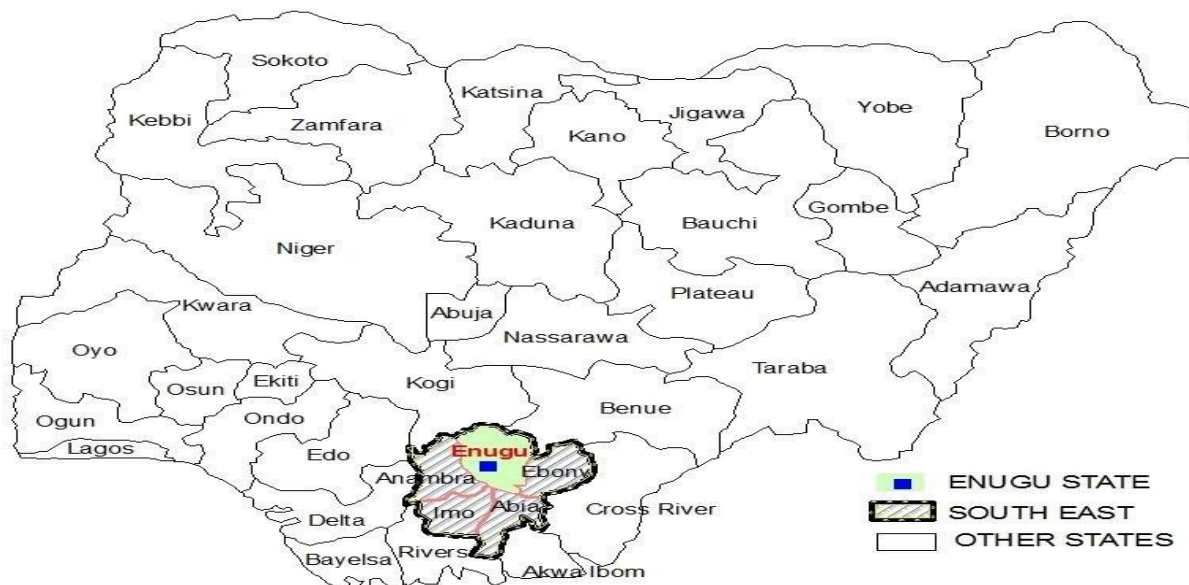 Sokoto
Katsina
Yobe
Kebbi
Zamfara
Jigawa
Kano
Borno
Kaduna
Bauchi
Gombe
Niger
Plateau
Adamawa
Kwara
Abuja
Nassarawa
Oyo
Taraba
Osun
Ekiti
Kogi
Ogun
Ondo
Benue
Lagos
Edo
Enugu
Anambra
Ebony
Delta
Imo
Abia
Cross River
Bayelsa
Rivers
Akwa Ibom
ENUGU STATE
SOUTH EAST
OTHER STATES